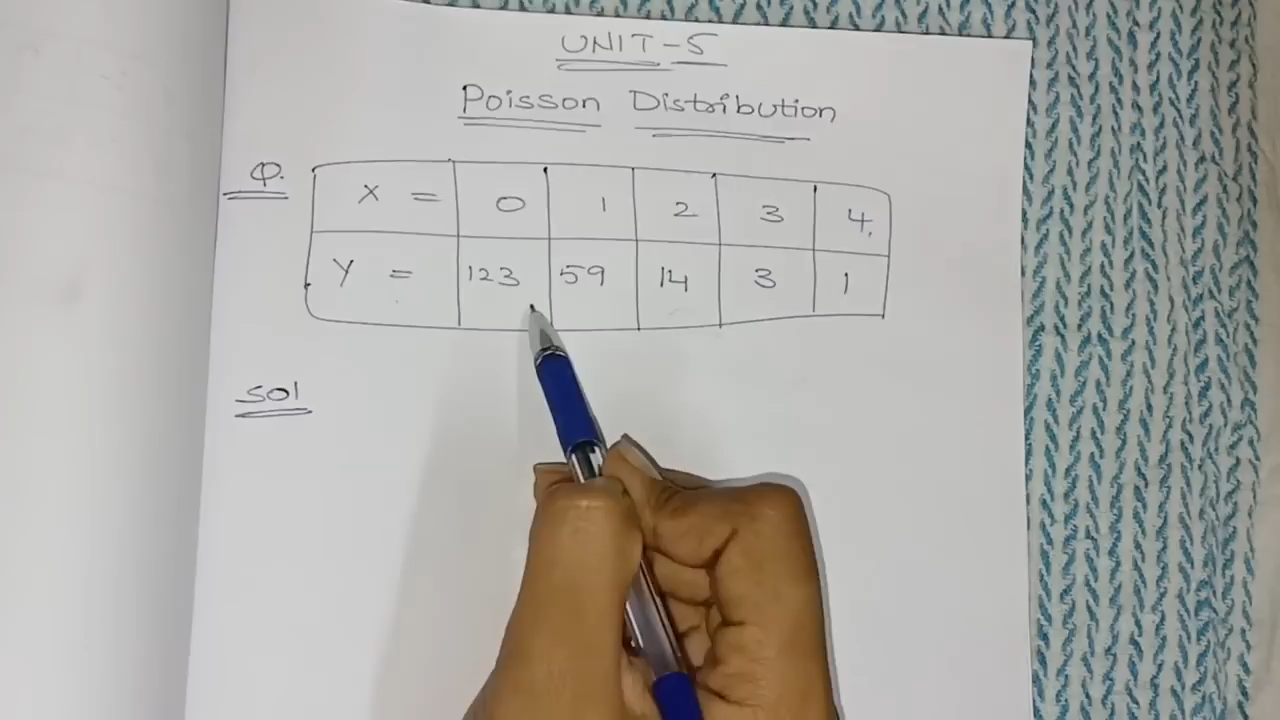 UNIT-5
Poisson Distribution
Q.
X = 0 1 2 3 4.
Y = 123 59 14 3 1
Sol